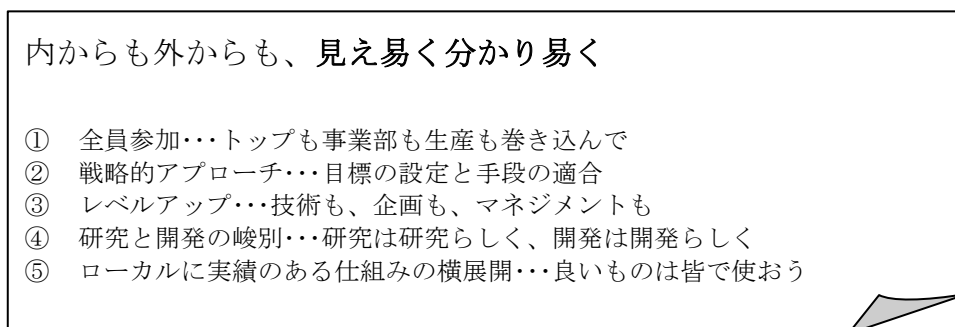 内からも外からも、見え易く分かり易く
① 全員参加･･･トップも事業部も生産も巻き込んで
② 戦略的アプローチ･･･目標の設定と手段の適合
③ レベルアップ･･･技術も、企画も、マネジメントも
④ 研究と開発の峻別･･･研究は研究らしく、開発は開発らしく
⑤ ローカルに実績のある仕組みの横展開･･･良いものは皆で使おう